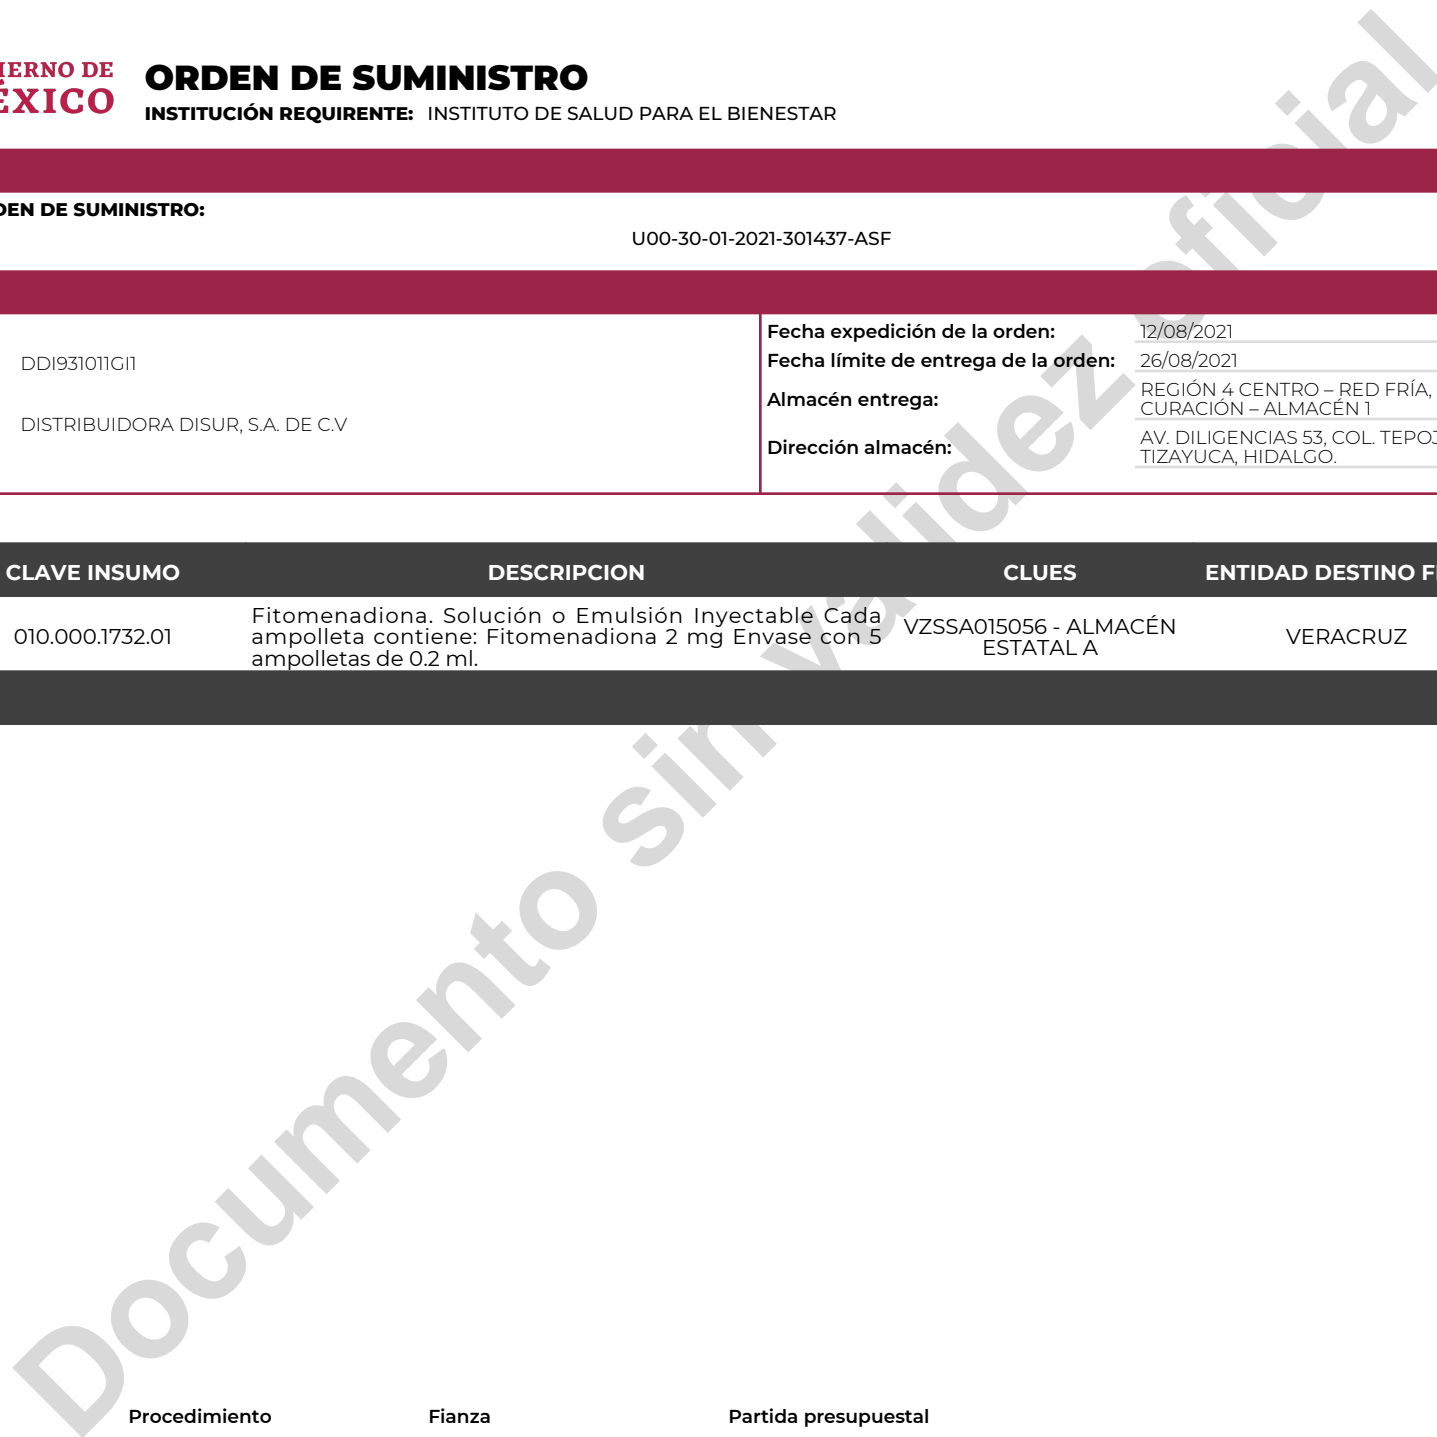 IERNO DE
ÉXICO
ORDEN DE SUMINISTRO
INSTITUCIÓN REQUIRENTE: INSTITUTO DE SALUD PARA EL BIENESTAR
DEN DE SUMINISTRO:
U00-30-01-2021-301437-ASF
DDI931011GI1
DISTRIBUIDORA DISUR, S.A. DE C.V
Fecha expedición de la orden: 12/08/2021
Fecha límite de entrega de la orden: 26/08/2021
Almacén entrega: REGIÓN 4 CENTRO – RED FRÍA,
CURACIÓN – ALMACÉN 1
Dirección almacén: AV. DILIGENCIAS 53, COL. TEPOJ
TIZAYUCA, HIDALGO.
CLAVE INSUMO DESCRIPCION CLUES ENTIDAD DESTINO F
010.000.1732.01
Fitomenadiona. Solución o Emulsión Inyectable Cada
ampolleta contiene: Fitomenadiona 2 mg Envase con 5
ampolletas de 0.2 ml.
VZSSA015056 - ALMACÉN
ESTATAL A
VERACRUZ
Documento sin validez oficial
Procedimiento Fianza Partida presupuestal